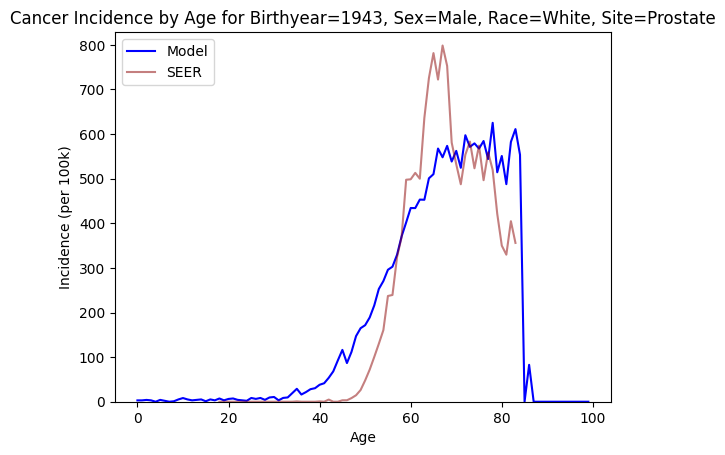 Cancer Incidence by Age for Birthyear=1943, Sex=Male, Race=White, Site=Prostate
800
700
600
500
400
300
200
100
0
Incidence (per 100k)
Model
SEER
0 20 40 60 80 100
Age